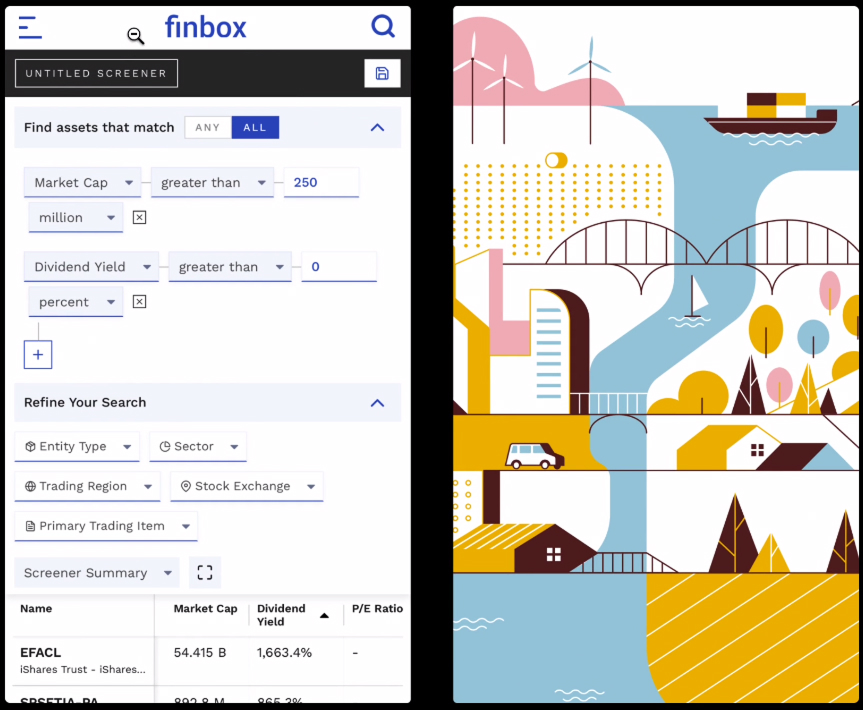 finbox
UNTITLED SCREENER
Find assets that match ANY ALL
Market Cap greater than 250
million
Dividend Yield greater than 0
percent
+
Refine Your Search
Entity Type Sector
Trading Region Stock Exchange
Primary Trading Item
Screener Summary
Name Market Cap Dividend Yield P/E Ratio
EFACL 54.415 B 1,663.4% -
iShares Trust - iShares...
SPSETIA-PA 892.8 M 865.3%